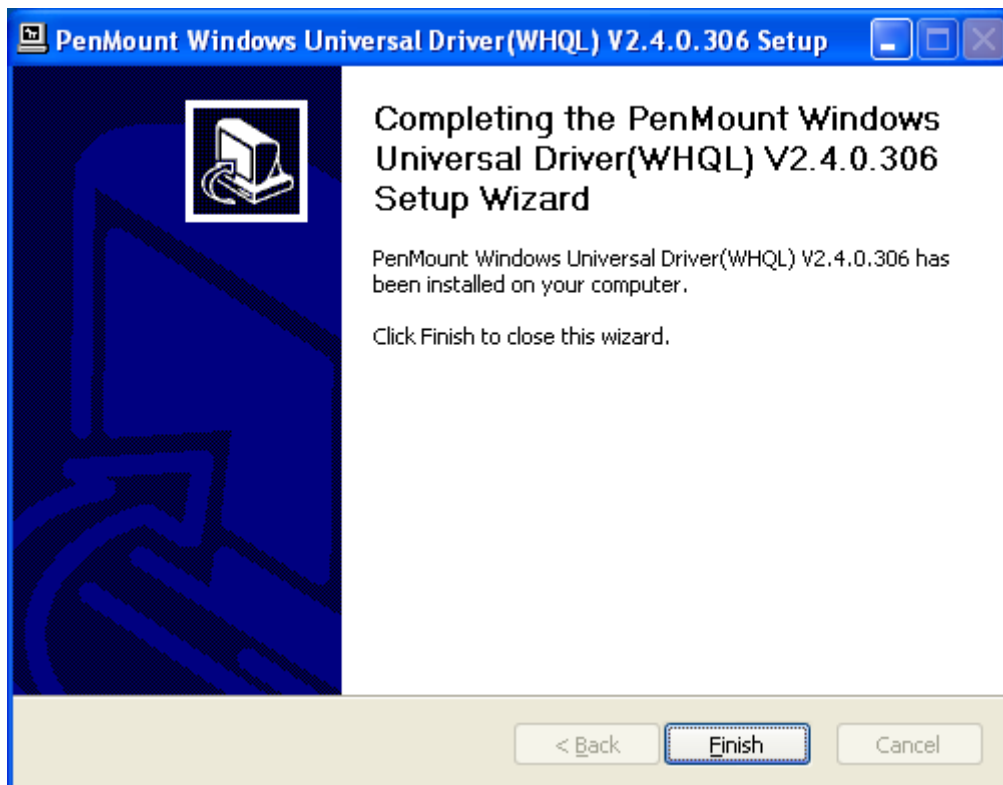 PenMount Windows Universal Driver(WHQL) V2.4.0.306 Setup
Completing the PenMount Windows
Universal Driver(WHQL) V2.4.0.306
Setup Wizard
PenMount Windows Universal Driver(WHQL) V2.4.0.306 has
been installed on your computer.
Click Finish to close this wizard.
< Back
Finish
Cancel